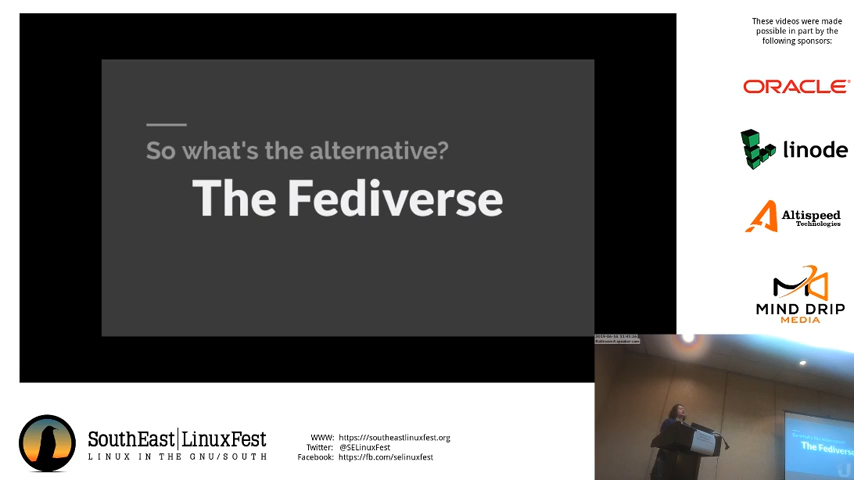 So what's the alternative?
The Fediverse
These videos were made
possible in part by the
following sponsors:
ORACLE
linode
Altispeed
Technologies
MIND DRIP
MEDIA
The Fediverse
SouthEast|LinuxFest
LINUX IN THE GNU/SOUTH
WWW: https://southeastlinuxfest.org
Twitter: @SELinuxFest
Facebook: https://fb.com/selinuxfest